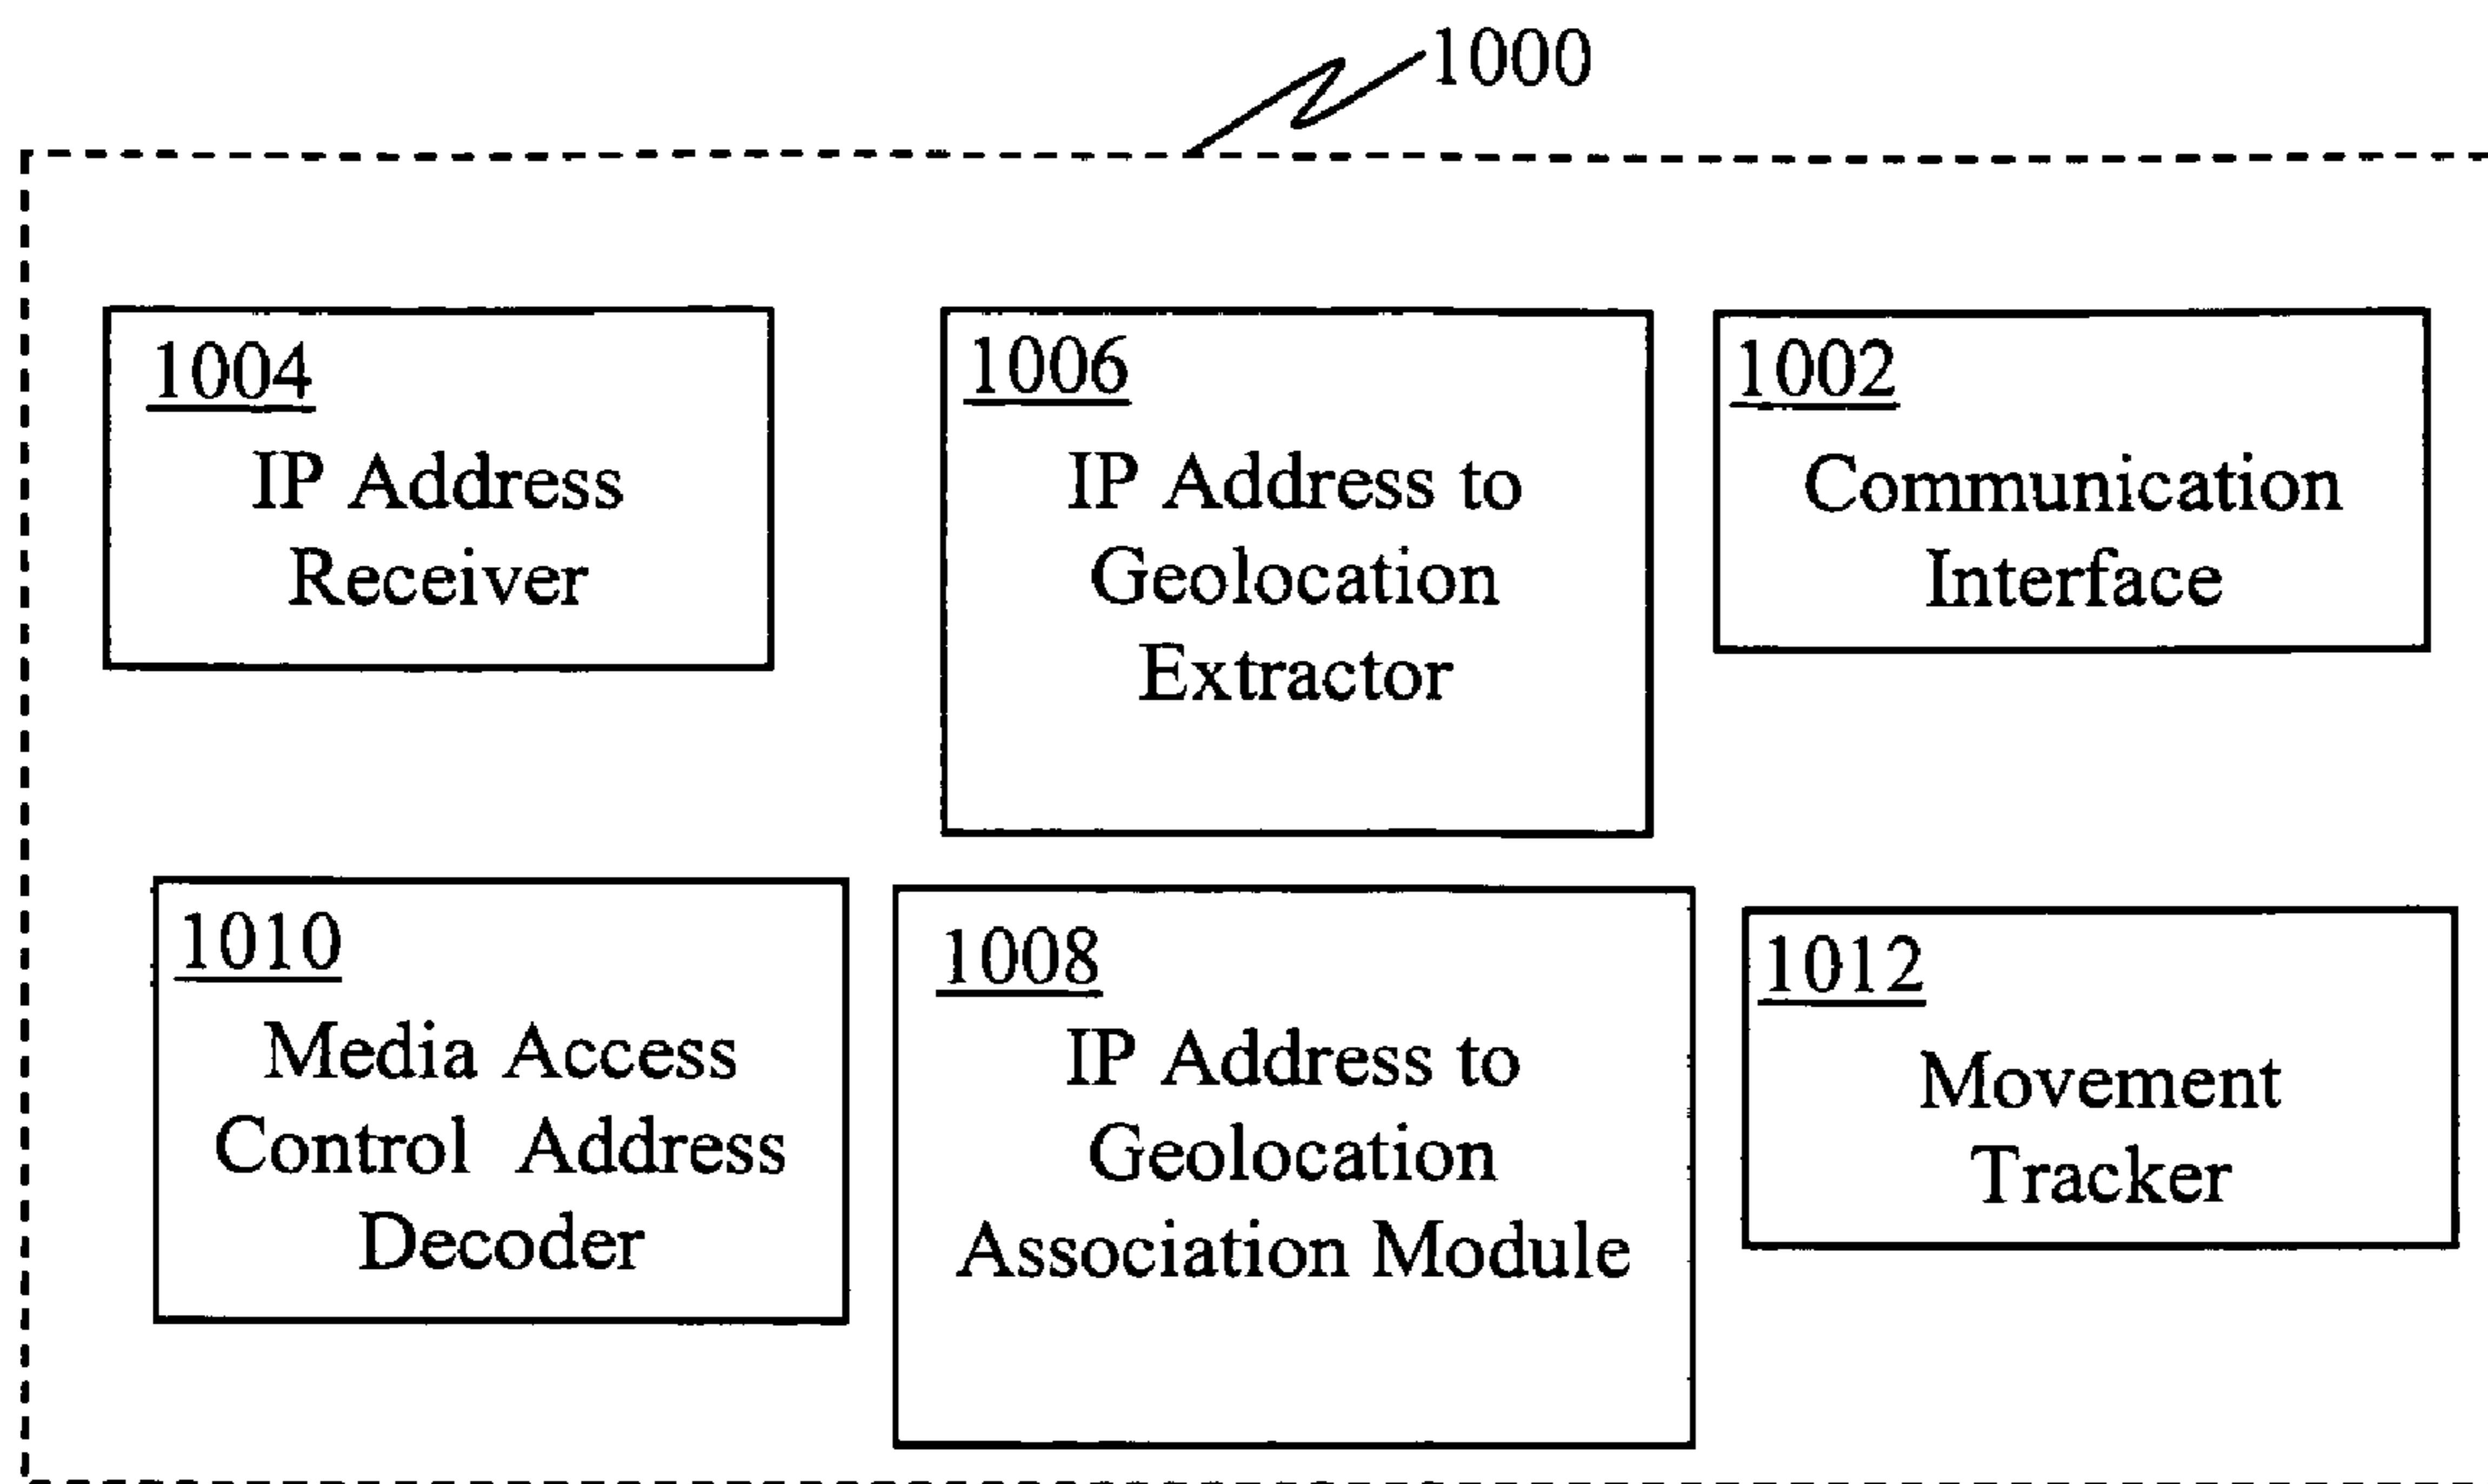 1000
1004
IP Address
Receiver
1006
IP Address to
Geolocation
Extractor
1002
Communication
Interface
1010
Media Access
Control Address
Decoder
1008
IP Address to
Geolocation
Association Module
1012
Movement
Tracker